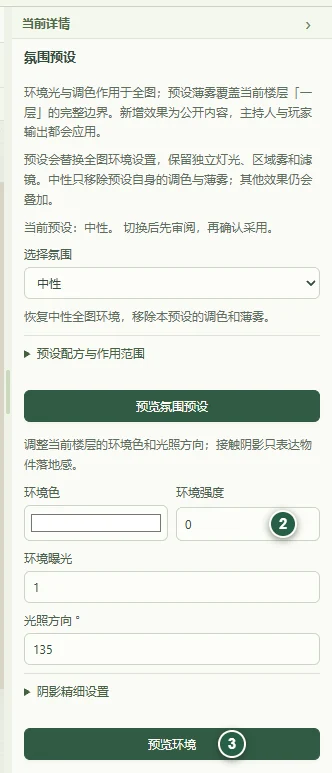 当前详情 ›
氛围预设
环境光与调色作用于全图；预设薄雾覆盖当前楼层「一
层」的完整边界。新增效果为公开内容，主持人与玩家
输出都会应用。
预设会替换全图环境设置，保留独立灯光、区域雾和滤
镜。中性只移除预设自身的调色与薄雾；其他效果仍会
叠加。
当前预设：中性。 切换后先审阅，再确认采用。
选择氛围
中性
恢复中性全图环境，移除本预设的调色和薄雾。
预设配方与作用范围
预览氛围预设
调整当前楼层的环境色和光照方向；接触阴影只表达物
件落地感。
环境色 环境强度
0 2
环境曝光
1
光照方向 °
135
阴影精细设置
预览环境 3